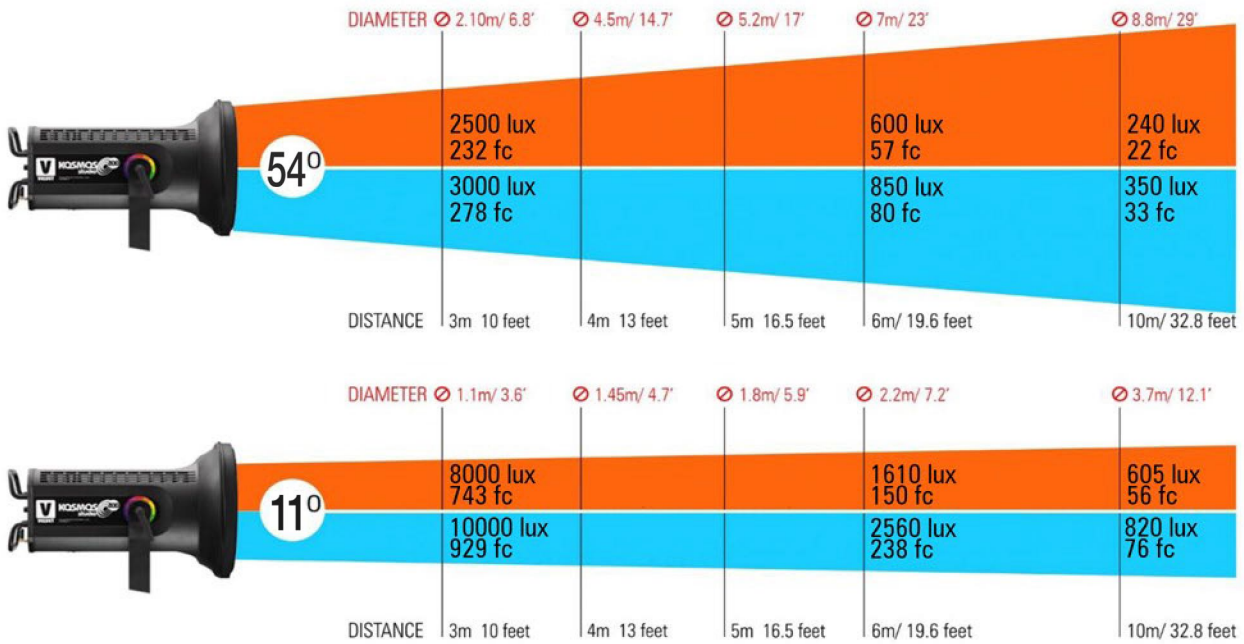 DIAMETER ⌀ 2.10m/ 6.8' ⌀ 4.5m/ 14.7' ⌀ 5.2m/ 17' ⌀ 7m/ 23' ⌀ 8.8m/ 29'
2500 lux 600 lux 240 lux
232 fc 57 fc 22 fc
54º
V KOSMOS
3000 lux 850 lux 350 lux
278 fc 80 fc 33 fc
DISTANCE 3m 10 feet 4m 13 feet 5m 16.5 feet 6m/ 19.6 feet 10m/ 32.8 feet
DIAMETER ⌀ 1.1m/ 3.6' ⌀ 1.45m/ 4.7' ⌀ 1.8m/ 5.9' ⌀ 2.2m/ 7.2' ⌀ 3.7m/ 12.1'
8000 lux 1610 lux 605 lux
743 fc 150 fc 56 fc
11º
V KOSMOS
10000 lux 2560 lux 820 lux
929 fc 238 fc 76 fc
DISTANCE 3m 10 feet 4m 13 feet 5m 16.5 feet 6m/ 19.6 feet 10m/ 32.8 feet